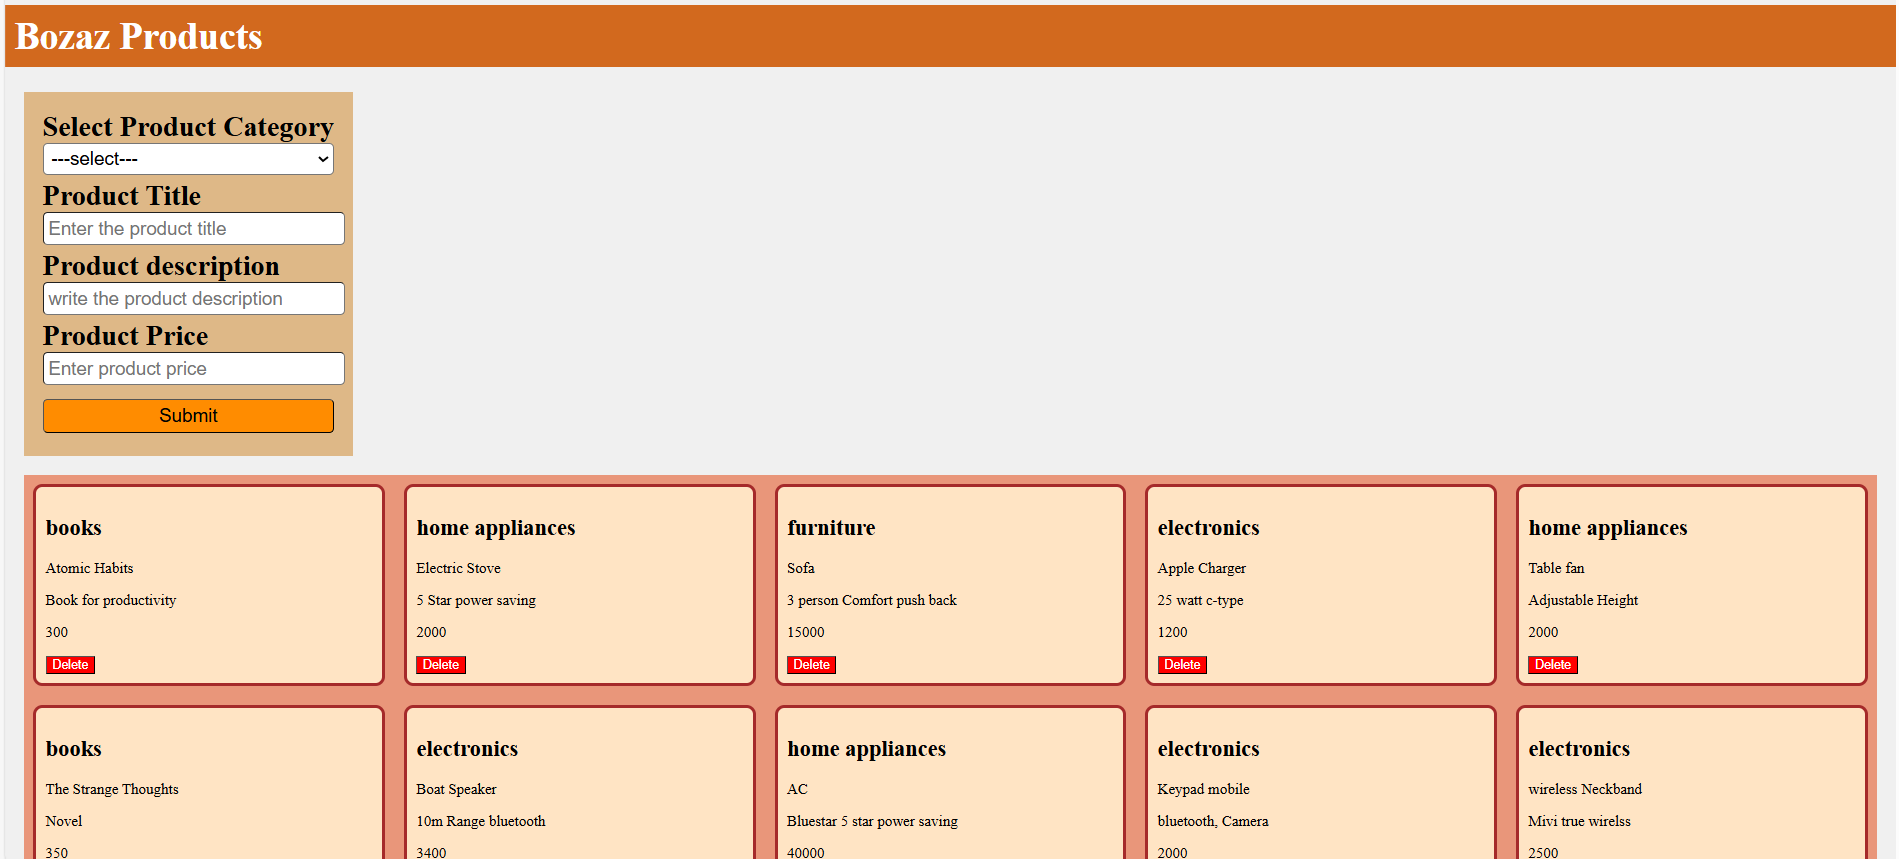 Bozaz Products
Select Product Category
---select---
Product Title
Enter the product title
Product description
write the product description
Product Price
Enter product price
Submit
books
Atomic Habits
Book for productivity
300
Delete
home appliances
Electric Stove
5 Star power saving
2000
Delete
furniture
Sofa
3 person Comfort push back
15000
Delete
electronics
Apple Charger
25 watt c-type
1200
Delete
home appliances
Table fan
Adjustable Height
2000
Delete
books
The Strange Thoughts
Novel
350
electronics
Boat Speaker
10m Range bluetooth
3400
home appliances
AC
Bluestar 5 star power saving
40000
electronics
Keypad mobile
bluetooth, Camera
2000
electronics
wireless Neckband
Mivi true wirelss
2500